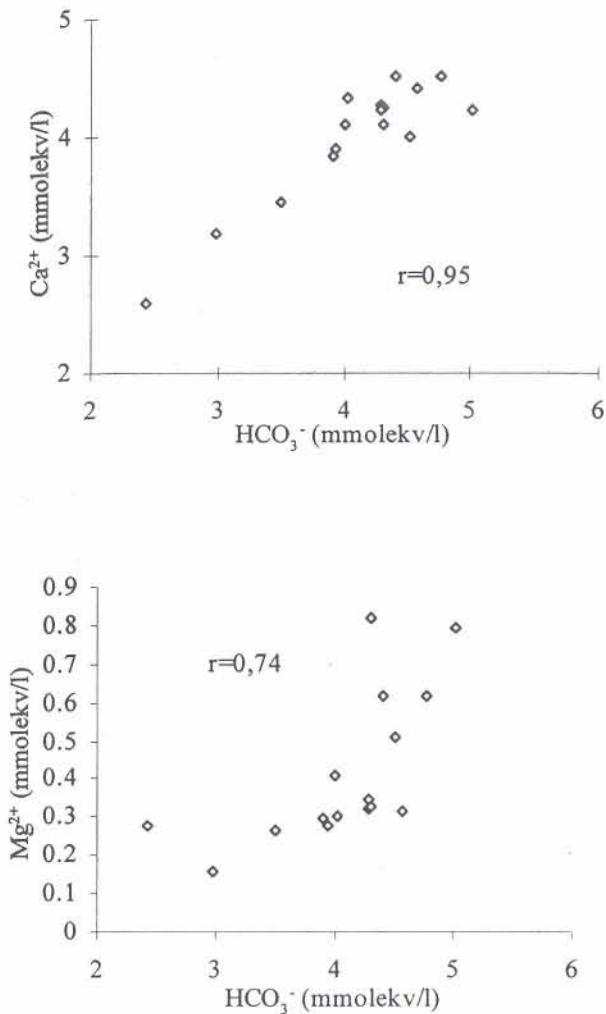 5
4
3
2
Ca²⁺ (mmolekv/l)
r=0,95
2 3 4 5 6
HCO₃⁻ (mmolekv/l)
0.9
0.8
0.7
0.6
0.5
0.4
0.3
0.2
0.1
0
Mg²⁺ (mmolekv/l)
r=0,74
2 3 4 5 6
HCO₃⁻ (mmolekv/l)